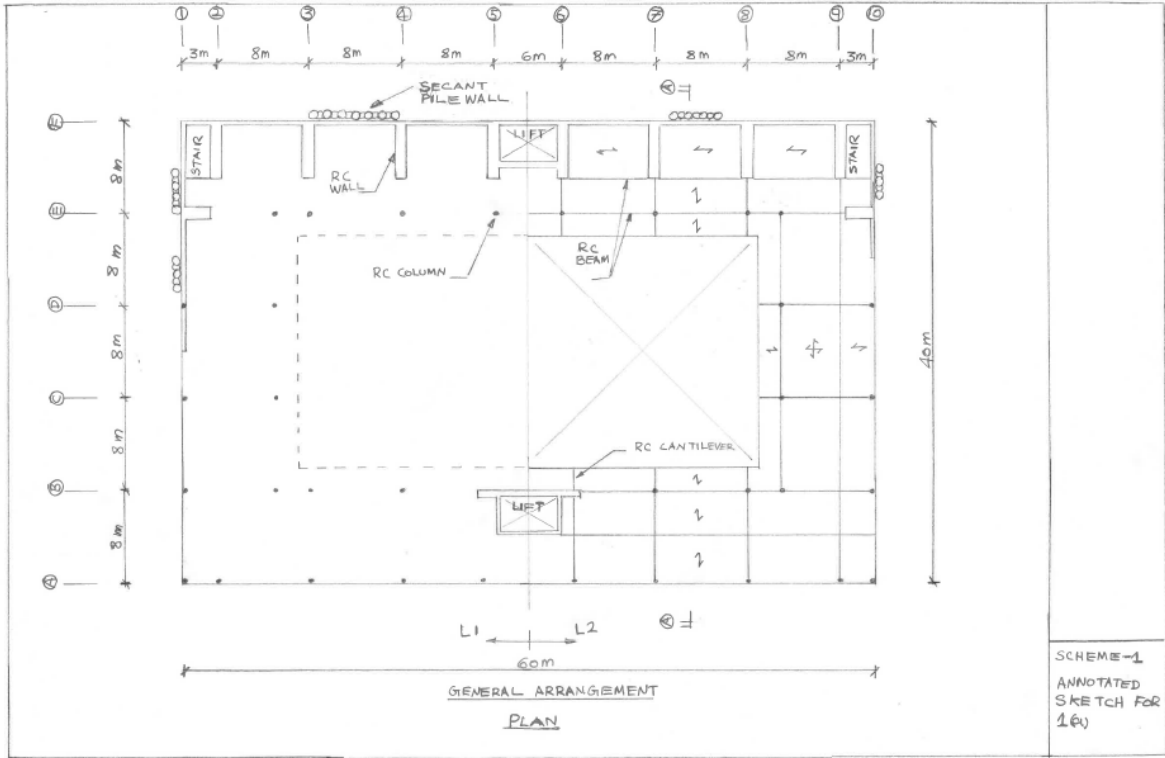 1 2 3 4 5 6 7 8 9 10
3m 8m 8m 8m 6m 8m 8m 8m 3m
SECANT
PILE WALL
A
F
STAIR
LIFT
STAIR
RC
WALL
8m
E
RC COLUMN
RC
BEAM
8m
D
8m
40m
C
8m
RC CANTILEVER
B
LIFT
8m
A
L1 L2
A
60m
GENERAL ARRANGEMENT
PLAN
SCHEME-1
ANNOTATED
SKETCH FOR